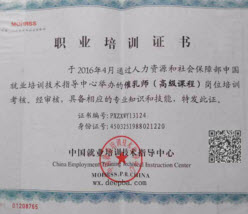 职业培训证书
于2016年4月通过人力资源和社会保障部中国
就业培训技术指导中心举办的催乳师（高级课程）岗位培训
考核。经审核，具备相应的专业知识和技能，特发此证。
证书编号：
身份证号：
中国就业培训技术指导中心
China Employment Training Technical Instruction Center
MOHRSS.P.R.CHINA
01208765